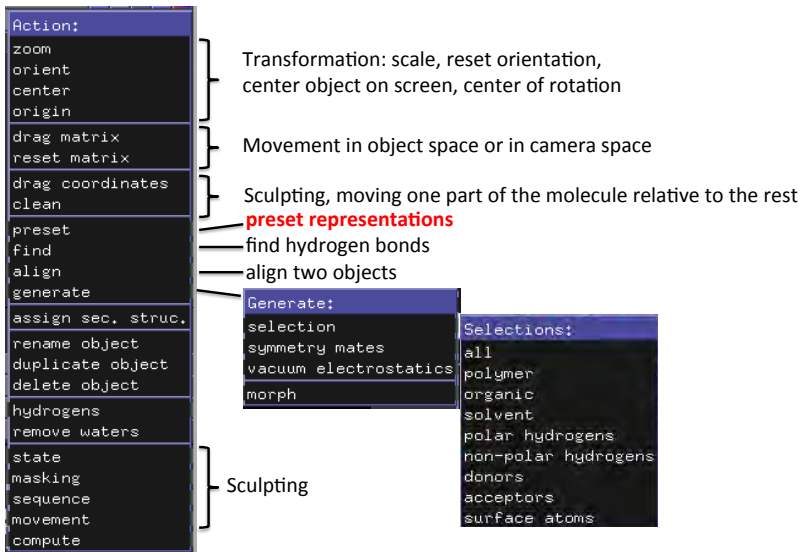 Action:
zoom
orient
center
origin
Transformation: scale, reset orientation,
center object on screen, center of rotation
drag matrix
reset matrix
Movement in object space or in camera space
drag coordinates
clean
Sculpting, moving one part of the molecule relative to the rest
preset
preset representations
find
find hydrogen bonds
align
align two objects
generate
assign sec. struc.
rename object
duplicate object
delete object
hydrogens
remove waters
state
masking
sequence
movement
compute
Sculpting
Generate:
selection
symmetry mates
vacuum electrostatics
morph
Selections:
all
polymer
organic
solvent
polar hydrogens
non-polar hydrogens
donors
acceptors
surface atoms